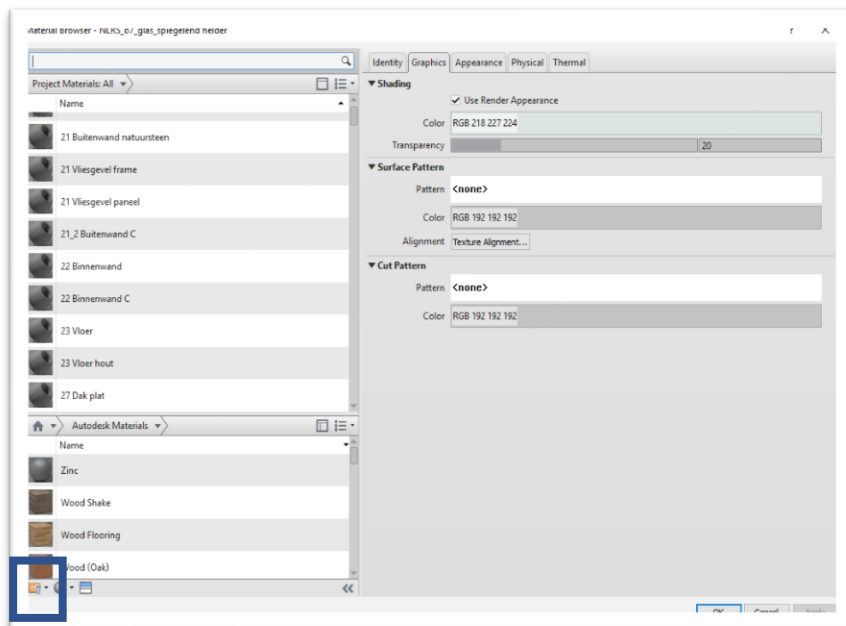 Material Browser - NLRS_67_glas_spiegelend helder
Project Materials: All
Name
21 Buitenwand natuursteen
21 Vliesgevel frame
21 Vliesgevel paneel
21_2 Buitenwand C
22 Binnenwand
22 Binnenwand C
23 Vloer
23 Vloer hout
27 Dak plat
Autodesk Materials
Name
Zinc
Wood Shake
Wood Flooring
Wood (Oak)
Identity Graphics Appearance Physical Thermal
Shading
Use Render Appearance
Color RGB 218 227 224
Transparency 20
Surface Pattern
Pattern <none>
Color RGB 192 192 192
Alignment Texture Alignment...
Cut Pattern
Pattern <none>
Color RGB 192 192 192
OK Cancel Apply